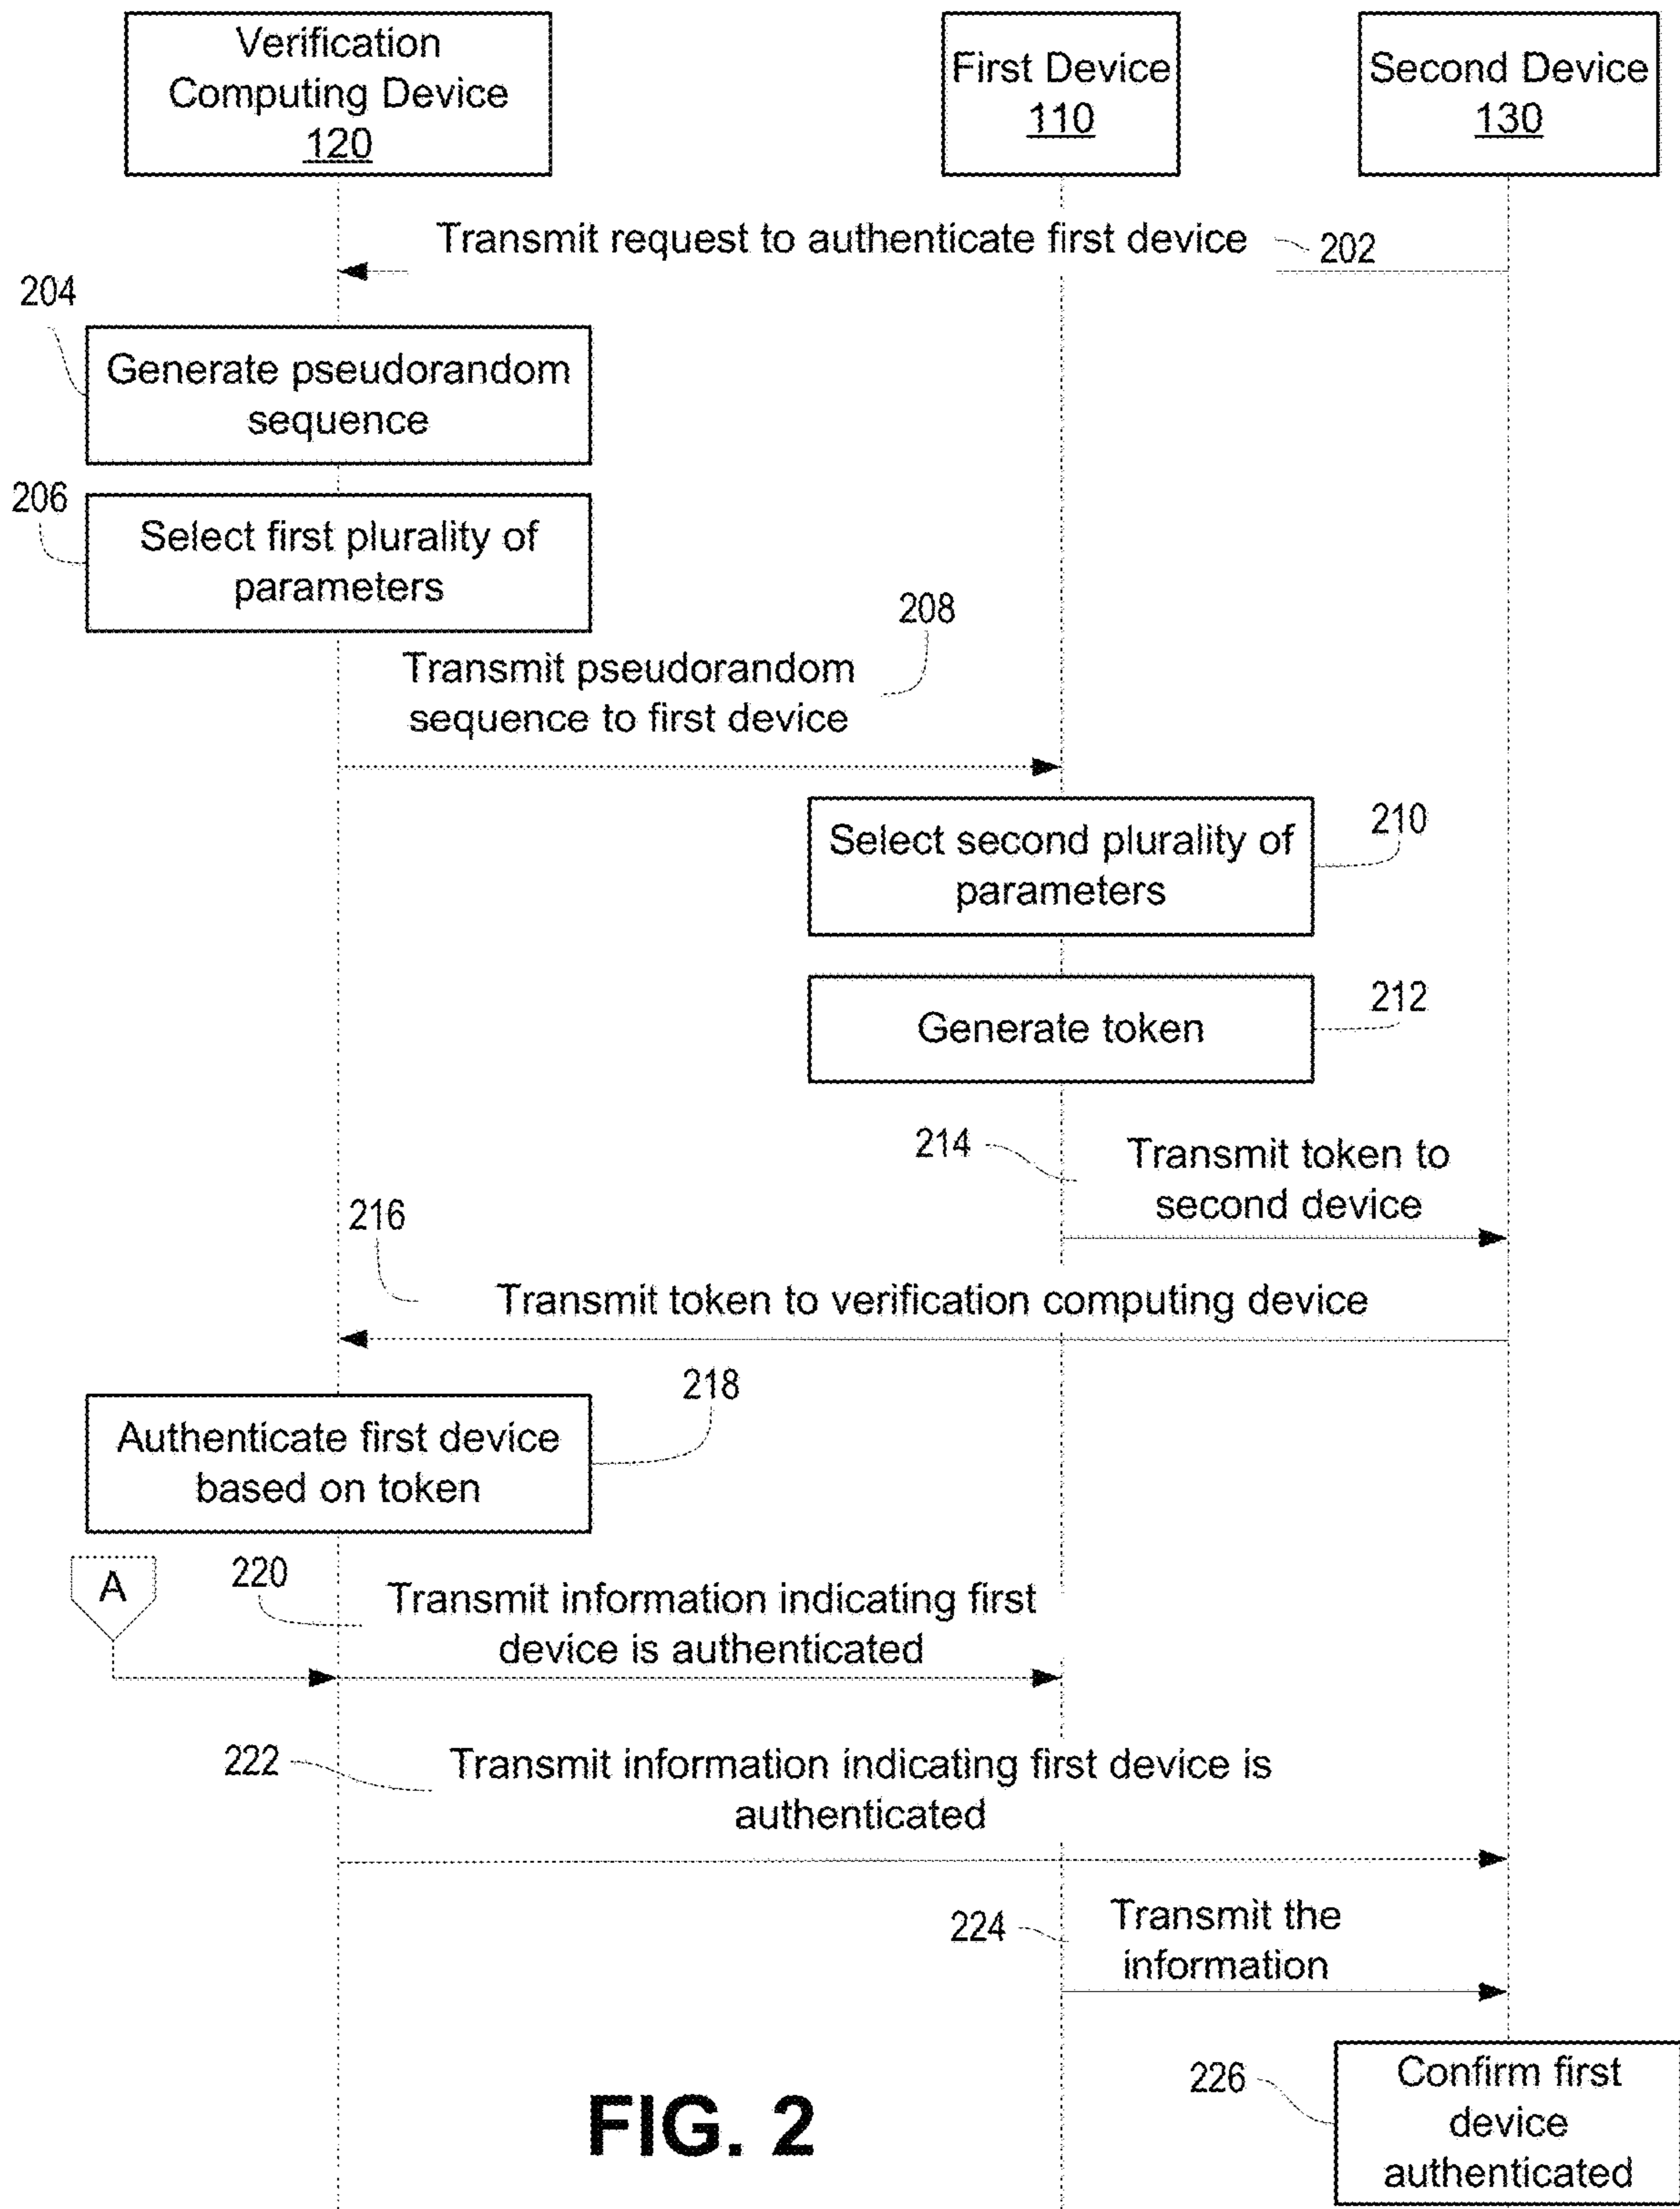 Verification
Computing Device
120
First Device
110
Second Device
130
Transmit request to authenticate first device
202
204
Generate pseudorandom
sequence
206
Select first plurality of
parameters
208
Transmit pseudorandom
sequence to first device
Select second plurality of
parameters
210
Generate token
212
214
Transmit token to
second device
216
Transmit token to verification computing device
218
Authenticate first device
based on token
A
220
Transmit information indicating first
device is authenticated
222
Transmit information indicating first device is
authenticated
224
Transmit the
information
226
Confirm first
device
authenticated
FIG. 2